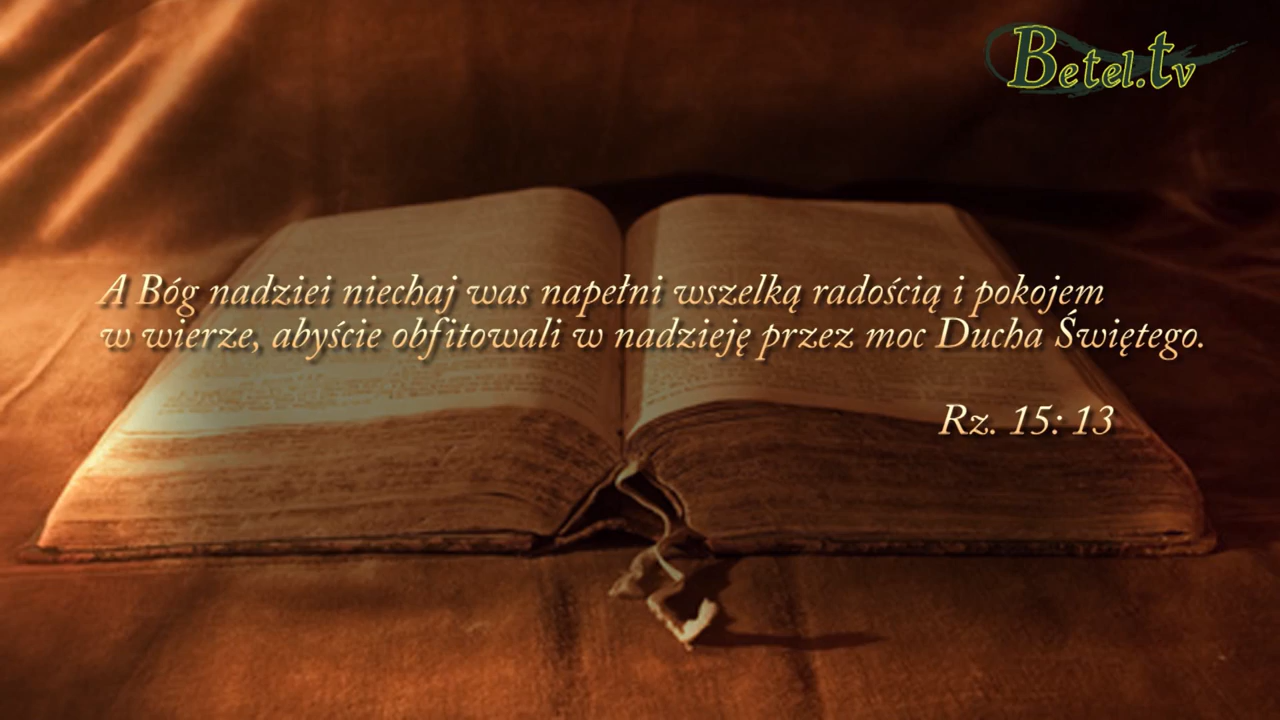 Betel.tv
A Bóg nadziei niechaj was napełni wszelką radością i pokojem
w wierze, abyście obfitowali w nadzieję przez moc Ducha Świętego.
Rz. 15: 13